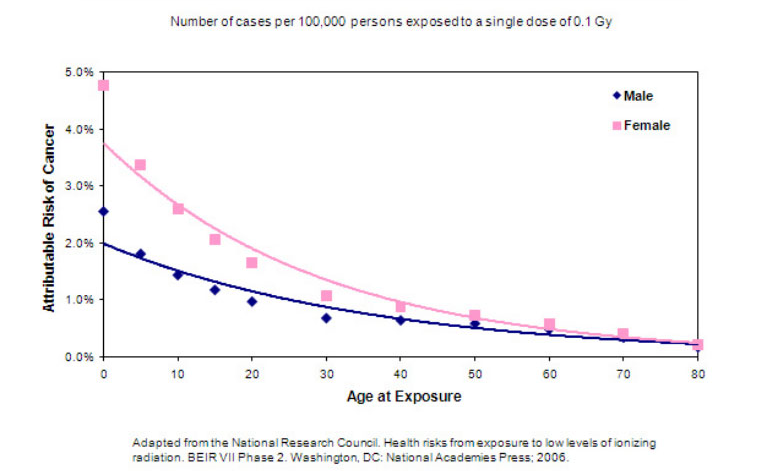 Number of cases per 100,000 persons exposed to a single dose of 0.1 Gy
5.0%
4.0%
3.0%
2.0%
1.0%
0.0%
Attributable Risk of Cancer
Male
Female
0 10 20 30 40 50 60 70 80
Age at Exposure
Adapted from the National Research Council. Health risks from exposure to low levels of ionizing
radiation. BEIR VII Phase 2. Washington, DC: National Academies Press; 2006.